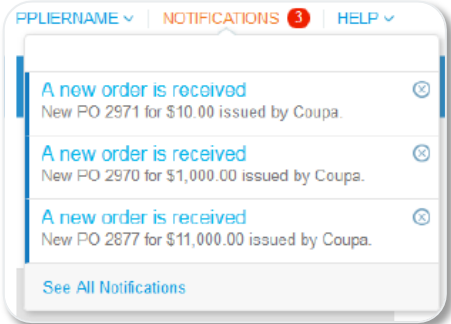 PPLIERNAME NOTIFICATIONS 3 HELP
A new order is received
New PO 2971 for $10.00 issued by Coupa.
A new order is received
New PO 2970 for $1,000.00 issued by Coupa.
A new order is received
New PO 2877 for $11,000.00 issued by Coupa.
See All Notifications